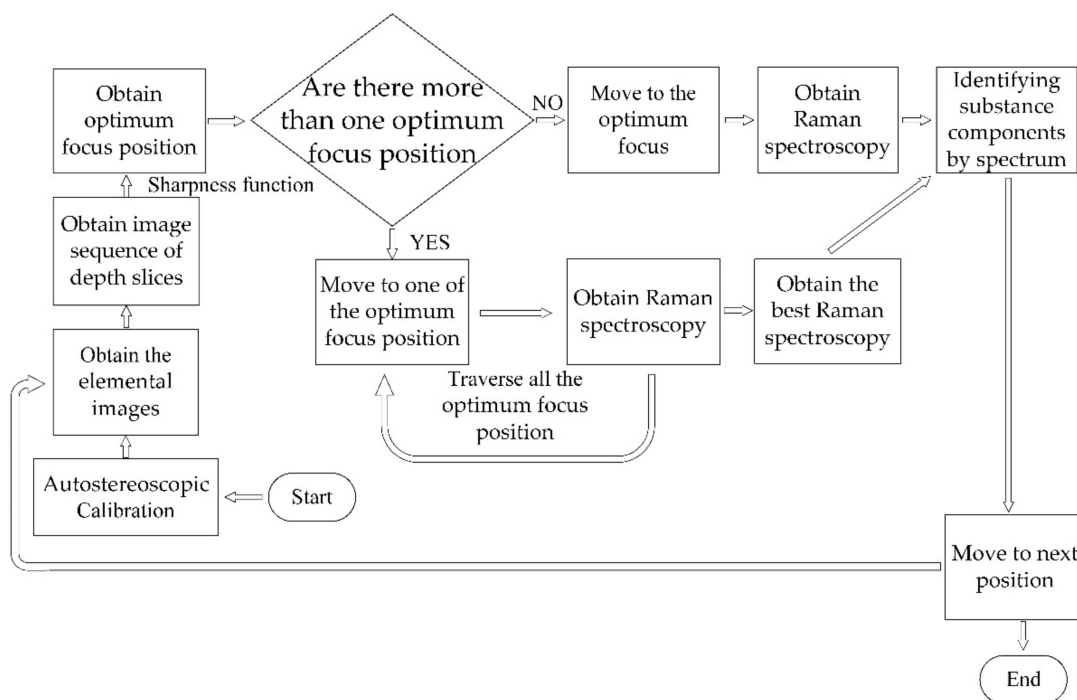 Obtain
optimum
focus position
Are there more
than one optimum
focus position
NO
Move to the
optimum
focus
Obtain
Raman
spectroscopy
Identifying
substance
components
by spectrum
Sharpness function
Obtain image
sequence of
depth slices
YES
Move to one of
the optimum
focus position
Obtain Raman
spectroscopy
Obtain the
best Raman
spectroscopy
Traverse all the
optimum focus
position
Obtain the
elemental
images
Autostereoscopic
Calibration
Start
Move to next
position
End